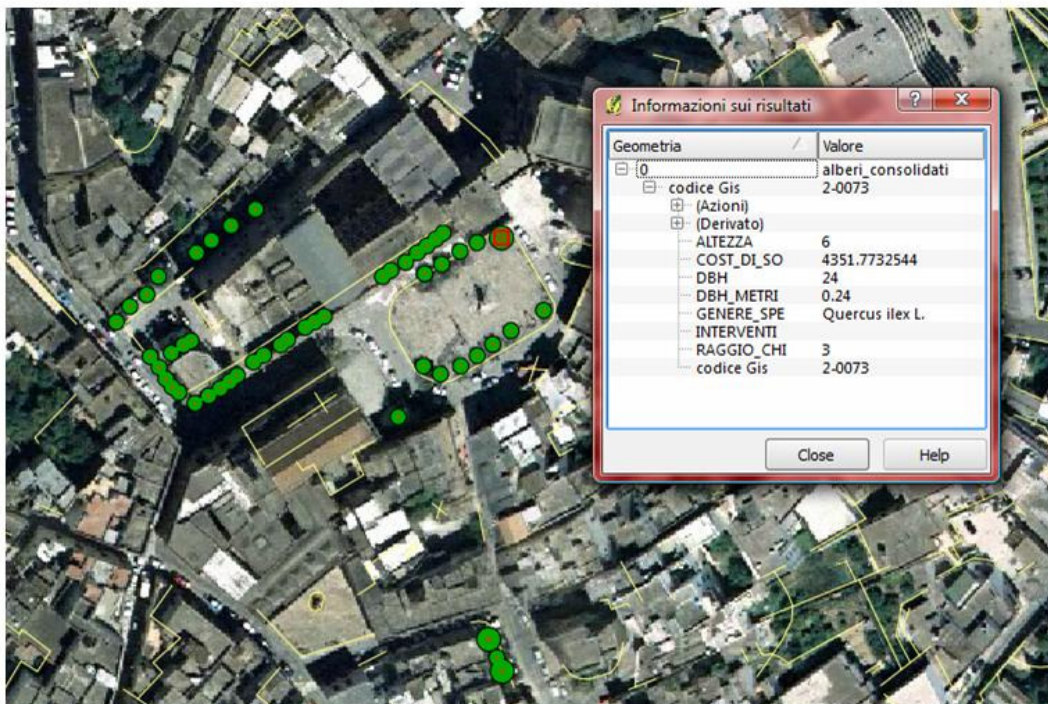 Informazioni sui risultati
Geometria Valore
0 alberi_consolidati
codice Gis 2-0073
(Azioni)
(Derivato)
ALTEZZA 6
COST_DI_SO 4351.7732544
DBH 24
DBH_METRI 0.24
GENERE_SPE Quercus ilex L.
INTERVENTI
RAGGIO_CHI 3
codice Gis 2-0073
Close Help